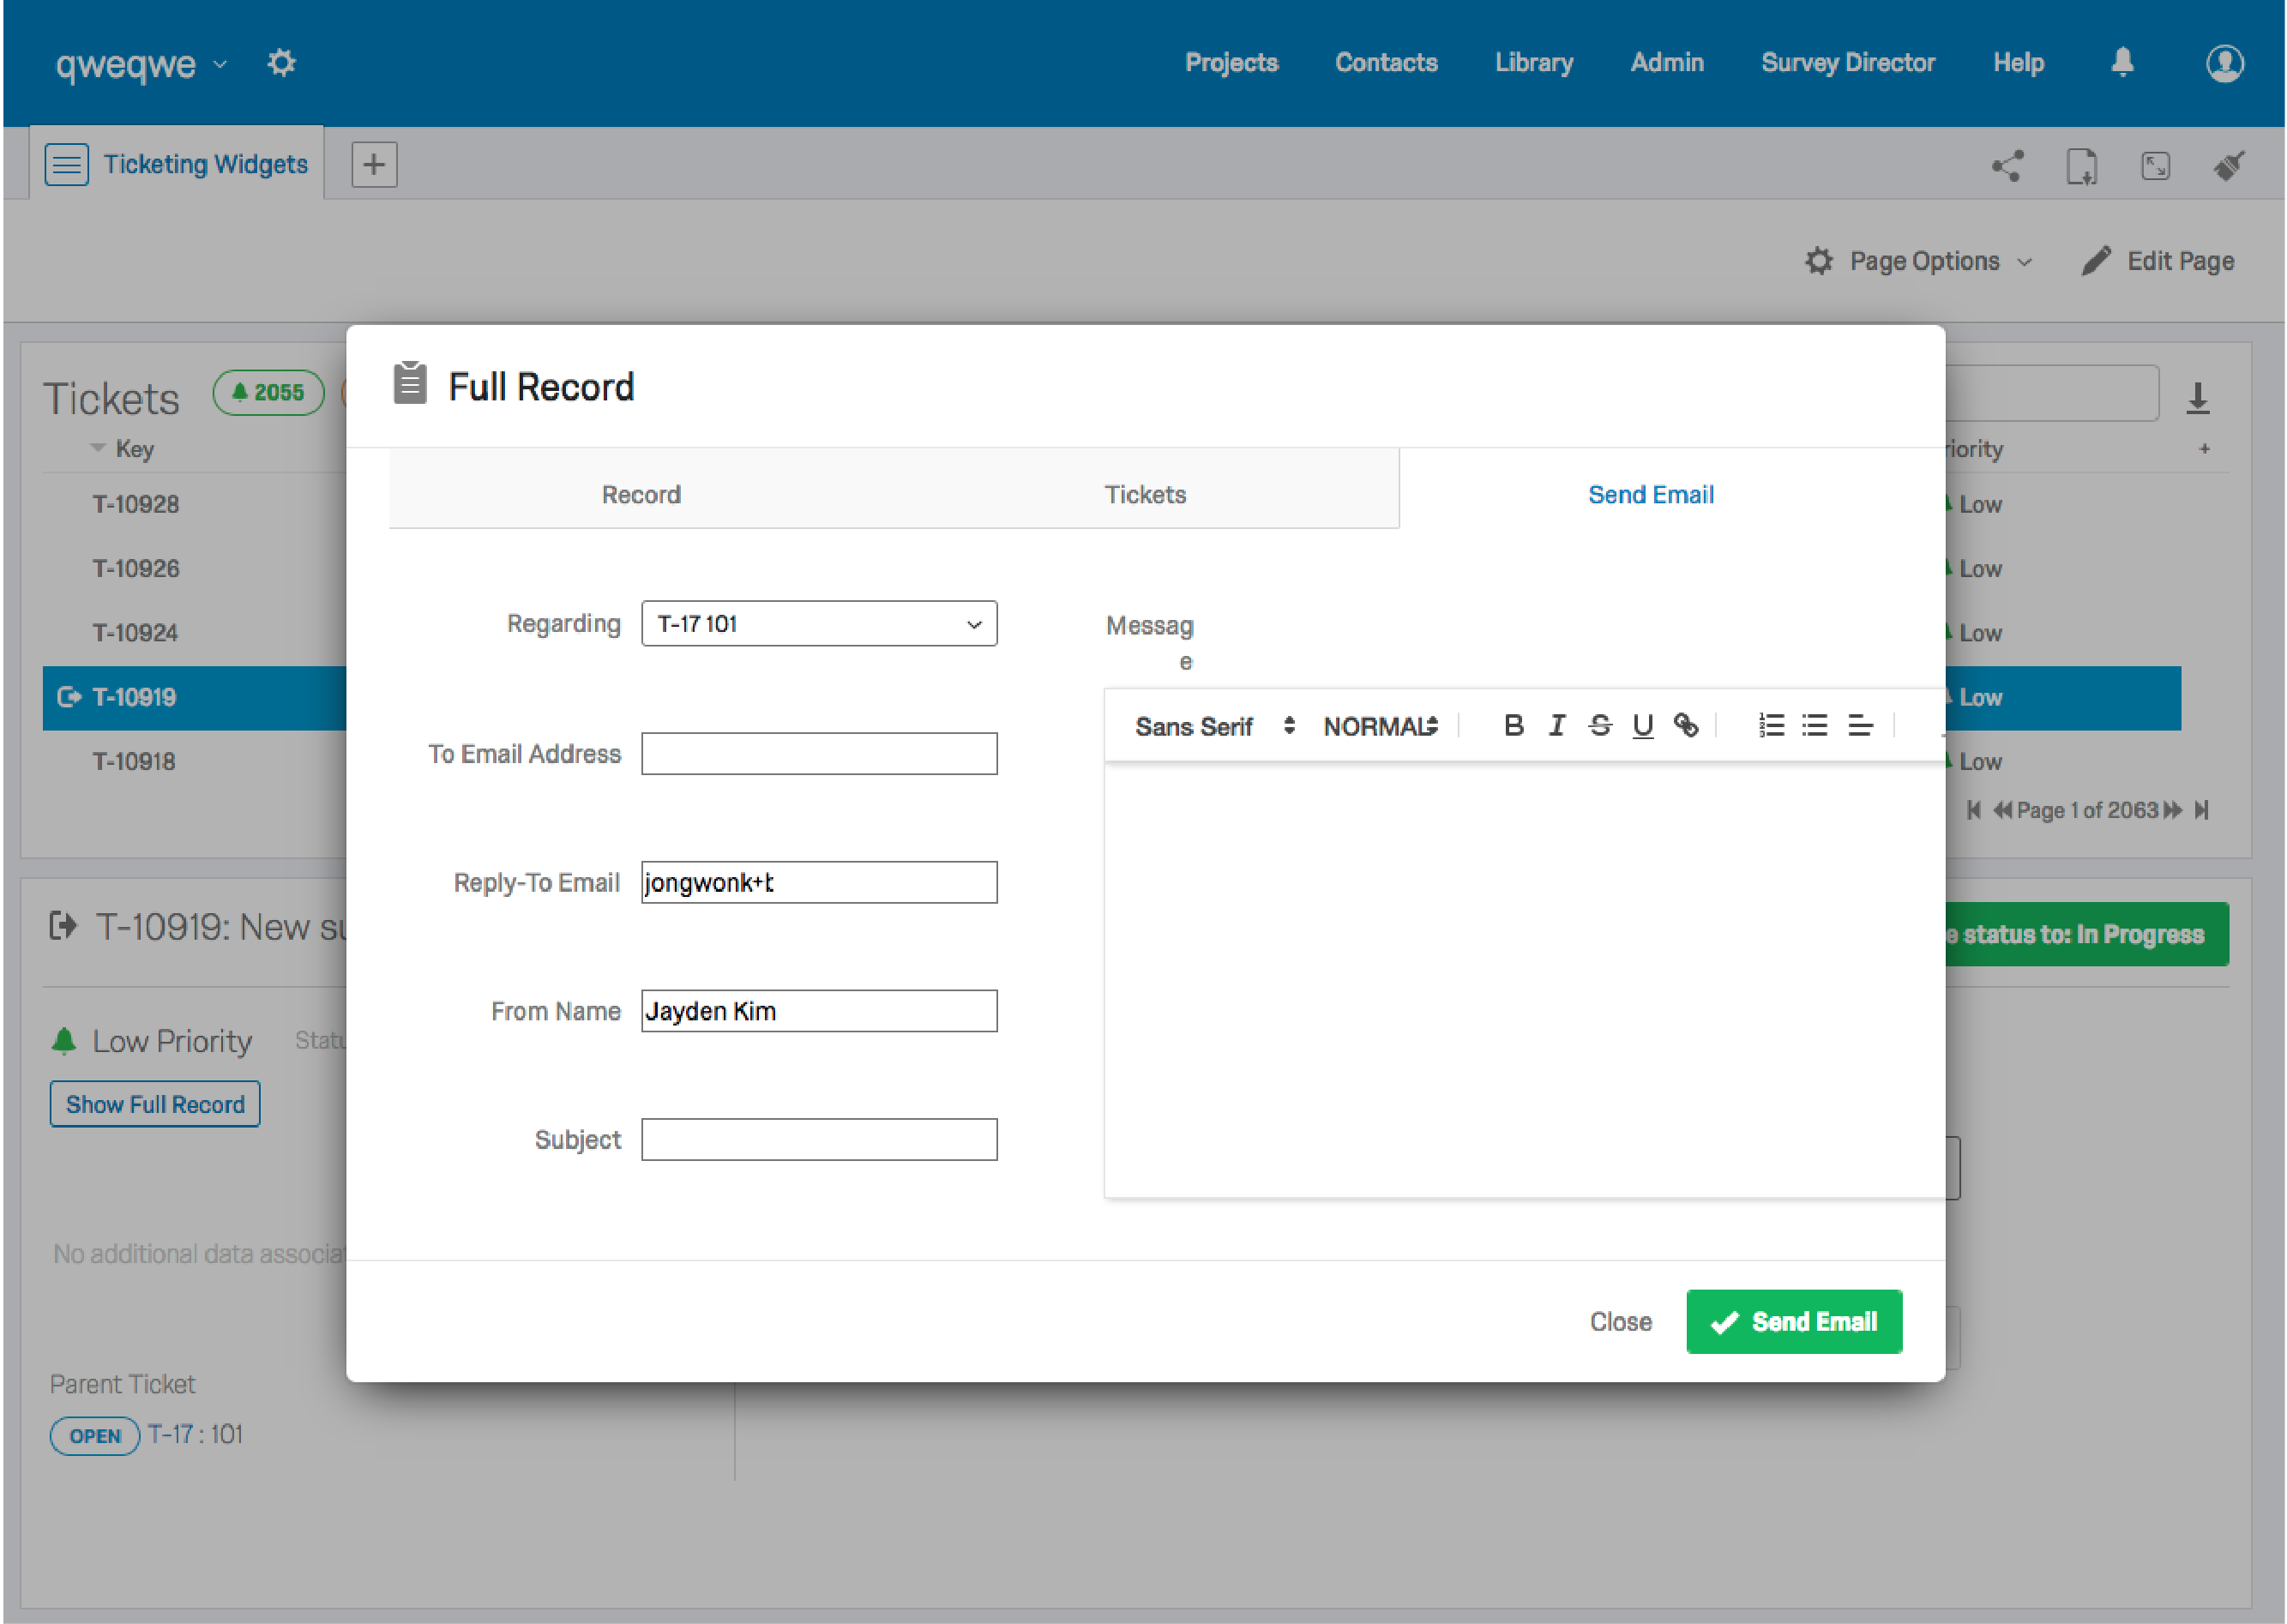 qweqwe
Projects Contacts Library Admin Survey Director Help
Ticketing Widgets
Page Options Edit Page
Tickets 2055
Key
T-10928
T-10926
T-10924
T-10919
T-10918
Full Record
Record Tickets Send Email
Regarding T-17 101
To Email Address
Reply-To Email jongwonk+
From Name Jayden Kim
Subject
Messag
e
Sans Serif NORMAL B I S U
Close Send Email
riority +
Low
Low
Low
Low
Low
Page 1 of 2063
T-10919: New su
e status to: In Progress
Low Priority Statu
Show Full Record
No additional data associat
Parent Ticket
OPEN T-17 : 101